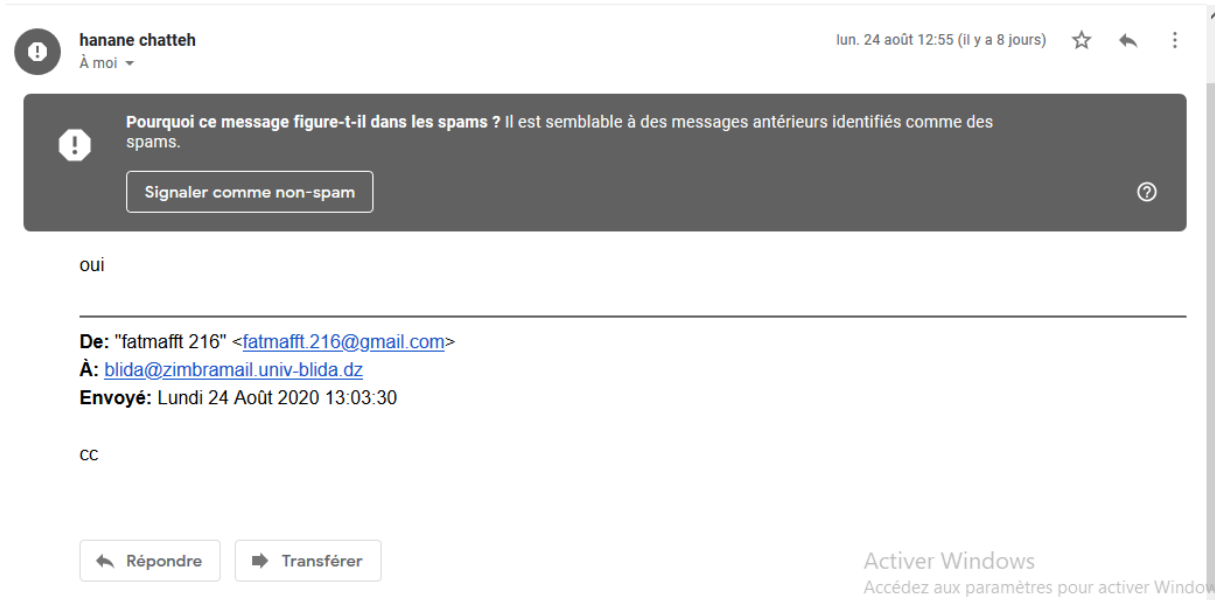 hanane chatteh
lun. 24 août 12:55 (il y a 8 jours)
À moi
Pourquoi ce message figure-t-il dans les spams ? Il est semblable à des messages antérieurs identifiés comme des
spams.
Signaler comme non-spam
oui
De: "fatmafft 216" <fatmafft.216@gmail.com>
À: blida@zimbramail.univ-blida.dz
Envoyé: Lundi 24 Août 2020 13:03:30
cc
Répondre
Transférer
Activer Windows
Accédez aux paramètres pour activer Window